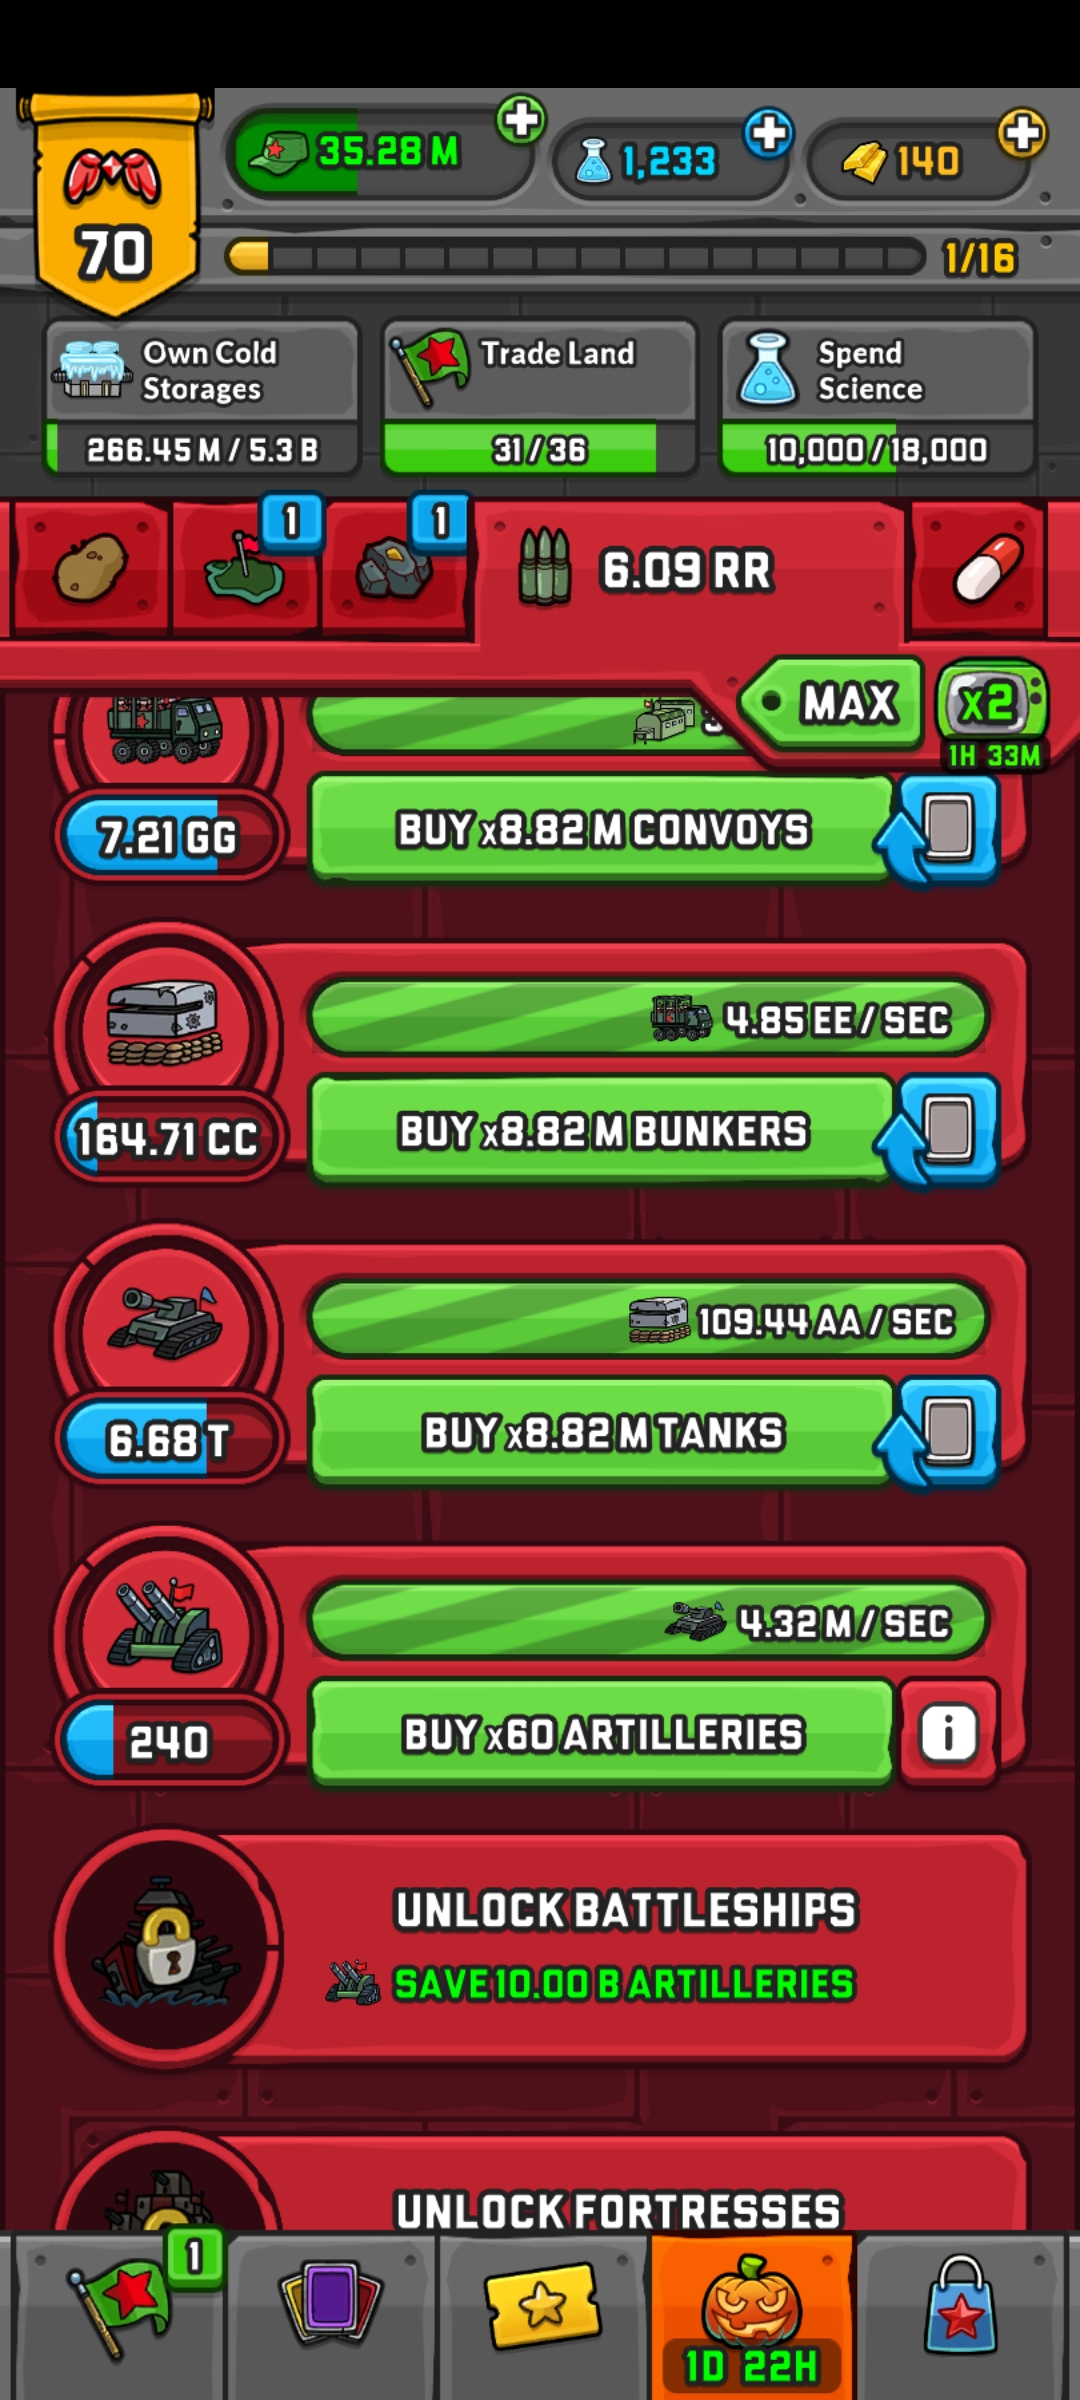 35.28 M
1,233
140
70
1/16
Own Cold
Storages
266.45 M / 5.3 B
Trade Land
31 / 36
Spend
Science
10,000 / 18,000
1
1
6.09 RR
MAX
x2
1H 33M
7.21 GG
BUY x8.82 M CONVOYS
4.85 EE / SEC
164.71 CC
BUY x8.82 M BUNKERS
109.44 AA / SEC
6.68 T
BUY x8.82 M TANKS
4.32 M / SEC
240
BUY x60 ARTILLERIES
i
UNLOCK BATTLESHIPS
SAVE 10.00 B ARTILLERIES
UNLOCK FORTRESSES
1
1D 22H